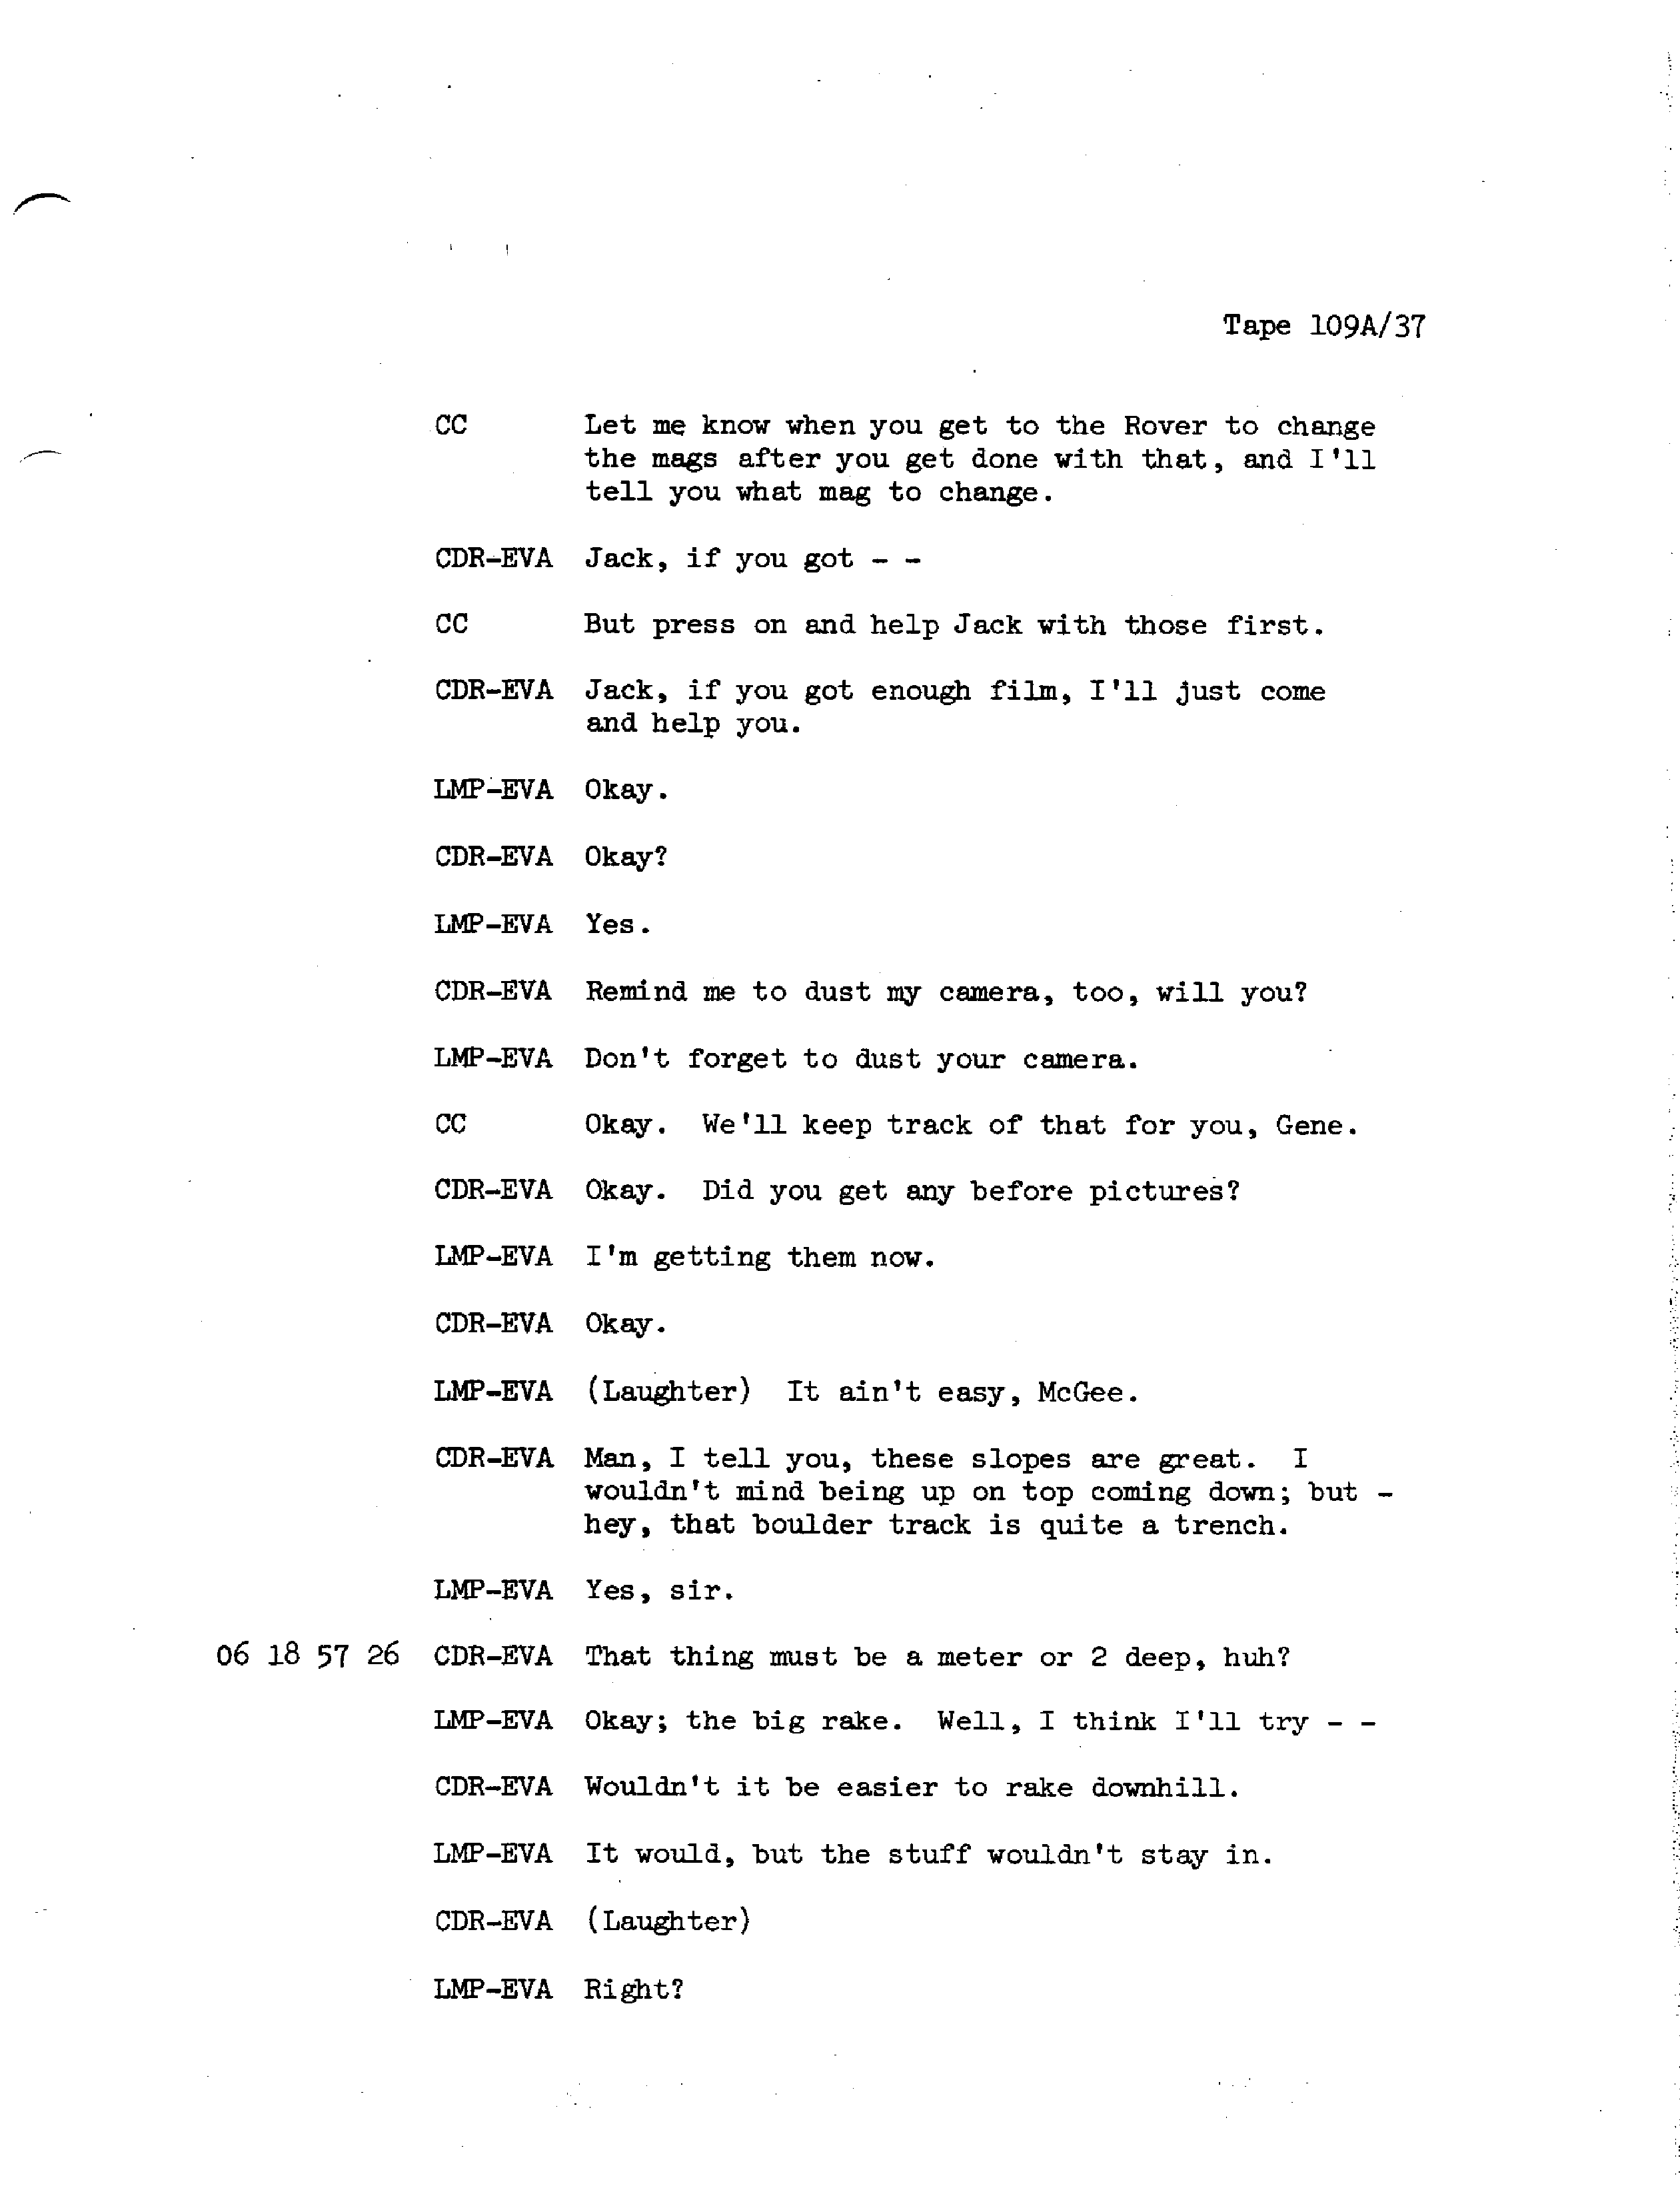 Tape 109A/37
CC Let me know when you get to the Rover to change
the mags after you get done with that, and I'll
tell you what mag to change.
CDR-EVA Jack, if you got - -
CC But press on and help Jack with those first.
CDR-EVA Jack, if you got enough film, I'll just come
and help you.
LMP-EVA Okay.
CDR-EVA Okay?
LMP-EVA Yes.
CDR-EVA Remind me to dust my camera, too, will you?
LMP-EVA Don't forget to dust your camera.
CC Okay. We'll keep track of that for you, Gene.
CDR-EVA Okay. Did you get any before pictures?
LMP-EVA I'm getting them now.
CDR-EVA Okay.
LMP-EVA (Laughter) It ain't easy, McGee.
CDR-EVA Man, I tell you, these slopes are great. I
wouldn't mind being up on top coming down; but -
hey, that boulder track is quite a trench.
LMP-EVA Yes, sir.
06 18 57 26 CDR-EVA That thing must be a meter or 2 deep, huh?
LMP-EVA Okay; the big rake. Well, I think I'll try - -
CDR-EVA Wouldn't it be easier to rake downhill.
LMP-EVA It would, but the stuff wouldn't stay in.
CDR-EVA (Laughter)
LMP-EVA Right?